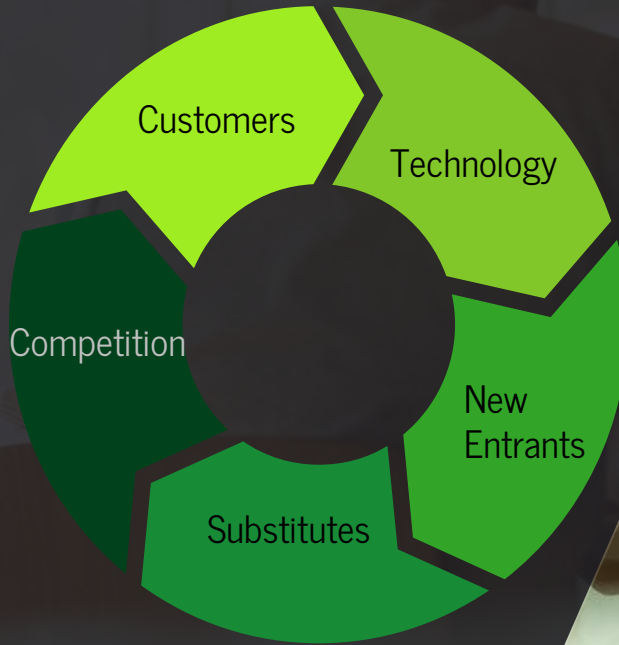 Customers
Technology
New
Entrants
Substitutes
Competition